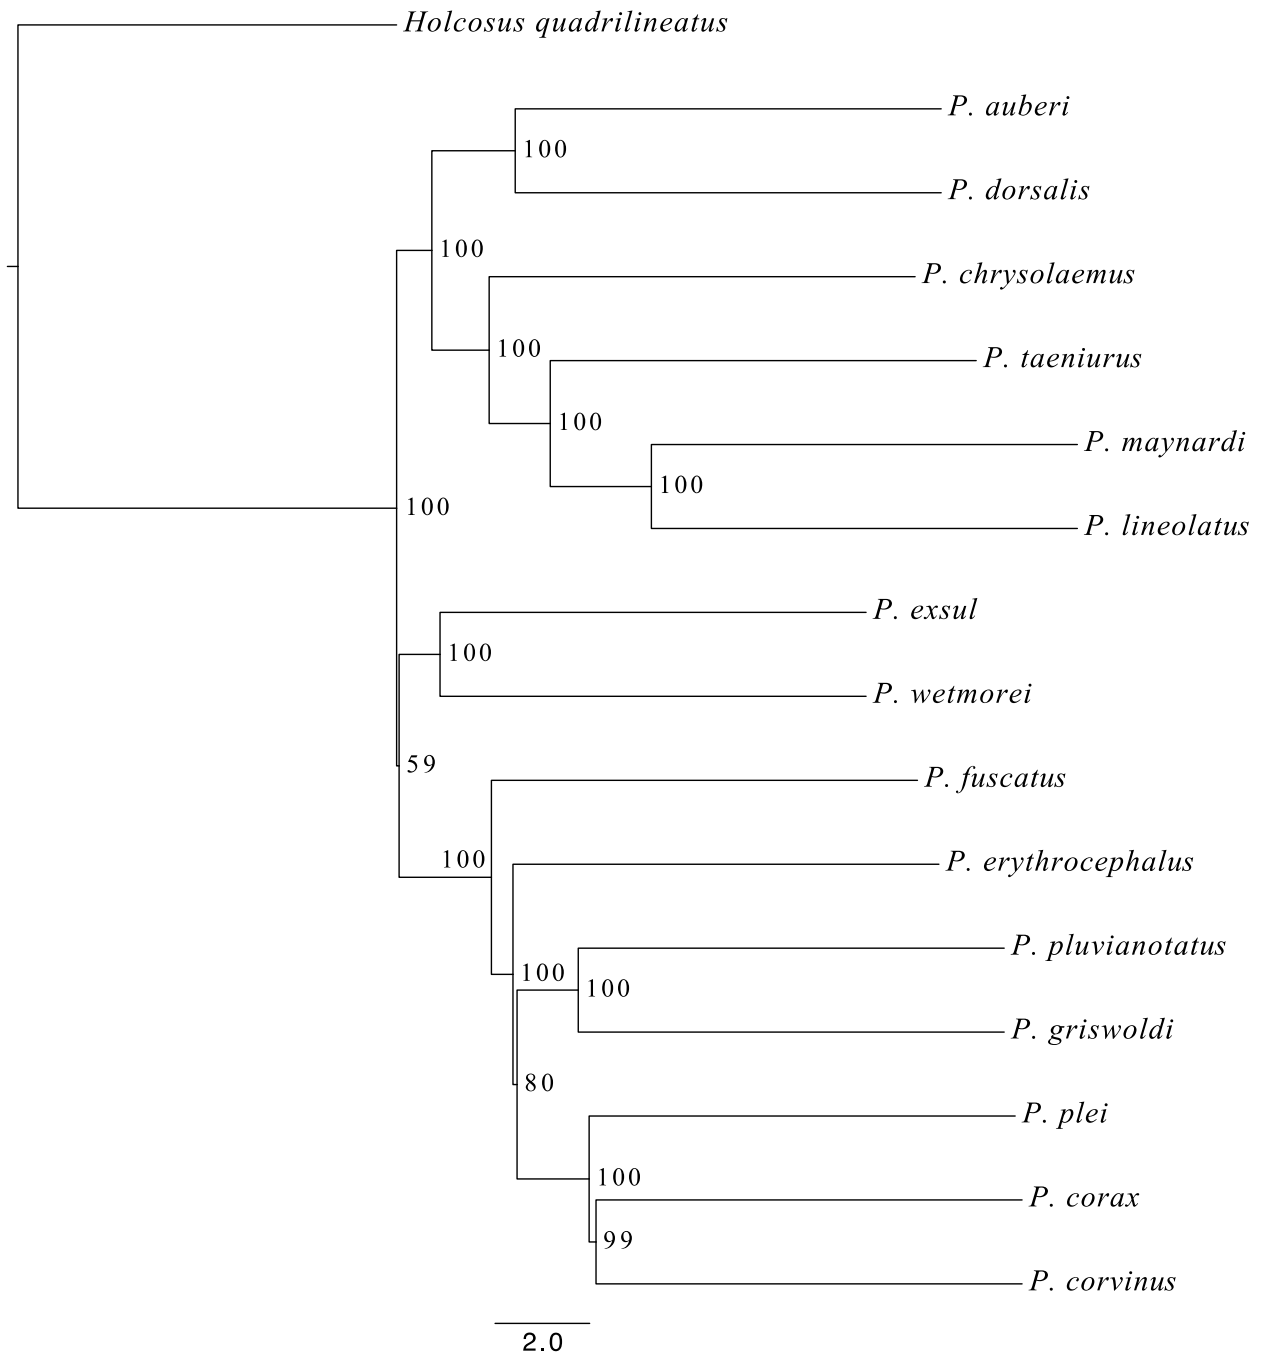 Holcosus quadrilineatus
P. auberi
100
P. dorsalis
100
P. chrysolaemus
100
P. taeniurus
100
P. maynardi
100
P. lineolatus
100
P. exsul
100
P. wetmorei
59
P. fuscatus
100
P. erythrocephalus
P. pluvianotatus
100
100
P. griswoldi
80
P. plei
100
P. corax
99
P. corvinus
2.0